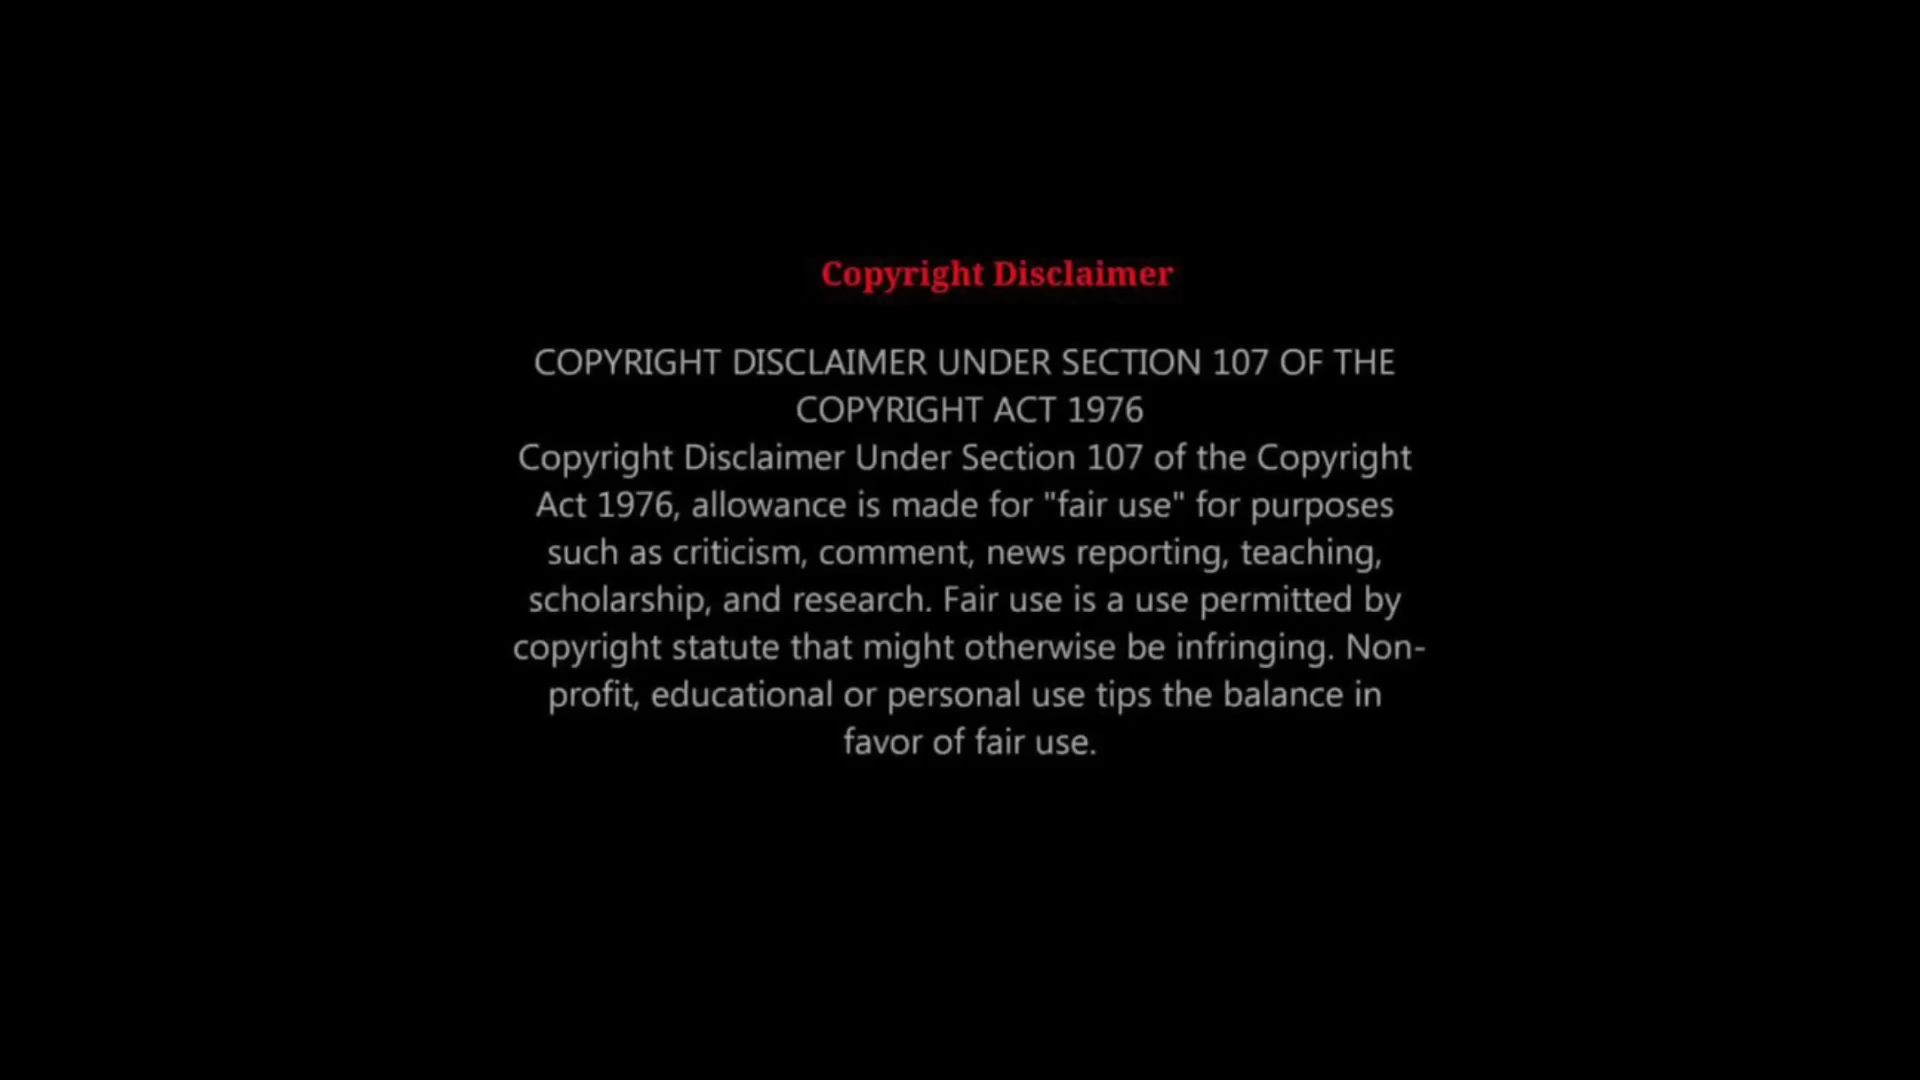 Copyright Disclaimer
COPYRIGHT DISCLAIMER UNDER SECTION 107 OF THE
COPYRIGHT ACT 1976
Copyright Disclaimer Under Section 107 of the Copyright
Act 1976, allowance is made for "fair use" for purposes
such as criticism, comment, news reporting, teaching,
scholarship, and research. Fair use is a use permitted by
copyright statute that might otherwise be infringing. Non-
profit, educational or personal use tips the balance in
favor of fair use.